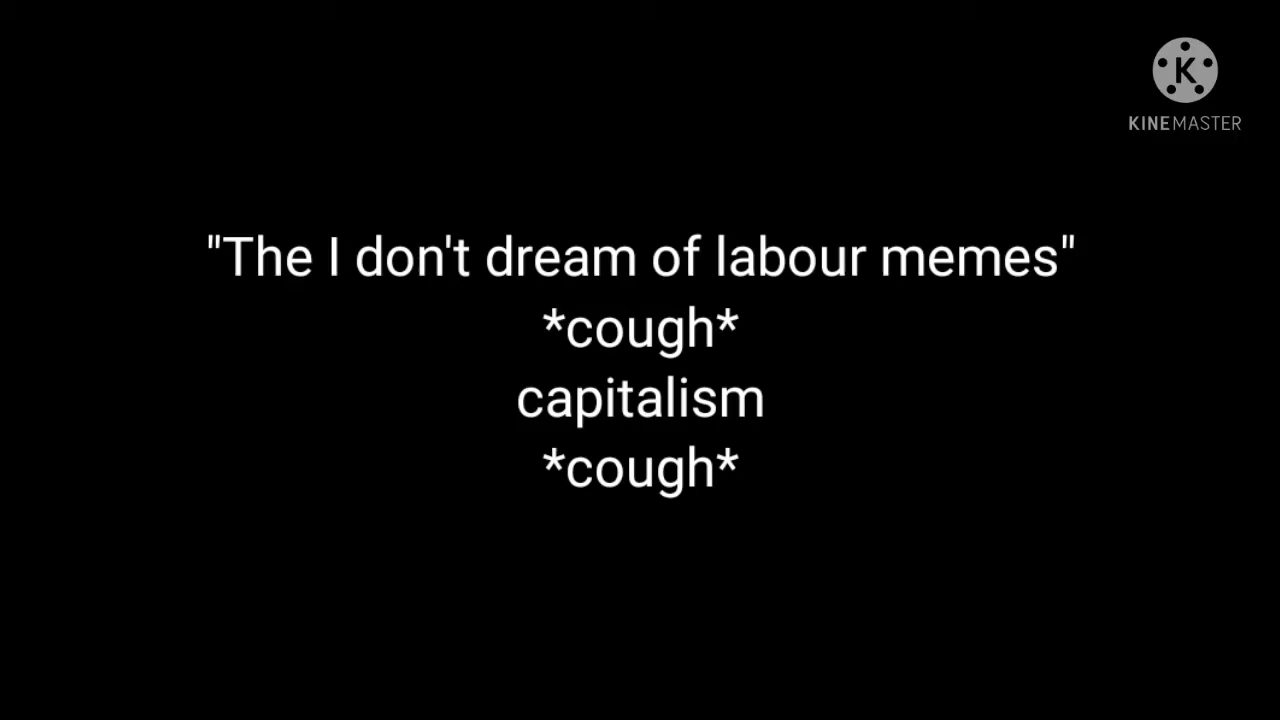 K
KINEMASTER
"The I don't dream of labour memes"
*cough*
capitalism
*cough*